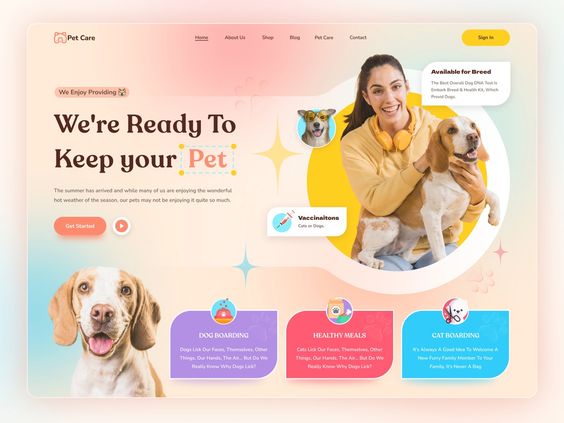 Pet Care
Home
About Us
Shop
Blog
Pet Care
Contact
Sign In
We Enjoy Providing
We're Ready To
Keep your Pet
The summer has arrived and while many of us are enjoying the wonderful
hot weather of the season, our pets may not be enjoying it quite so much.
Get Started
Available for Breed
The Best Overall Dog DNA Test is
Embark Breed & Health Kit, Which
Provid Dogs.
Vaccinaitons
Cats or Dogs.
DOG BOARDING
Dogs Lick Our Faces, Themselves, Other
Things, Our Hands, The Air... But Do We
Really Know Why Dogs Lick?
HEALTHY MEALS
Cats Lick Our Faces, Themselves, Other
Things, Our Hands, The Air... But Do We
Really Know Why Dogs Lick?
CAT BOARDING
It's Always A Good Idea To Welcome A
New Furry Family Member To Your
Family, It's Never A Bag